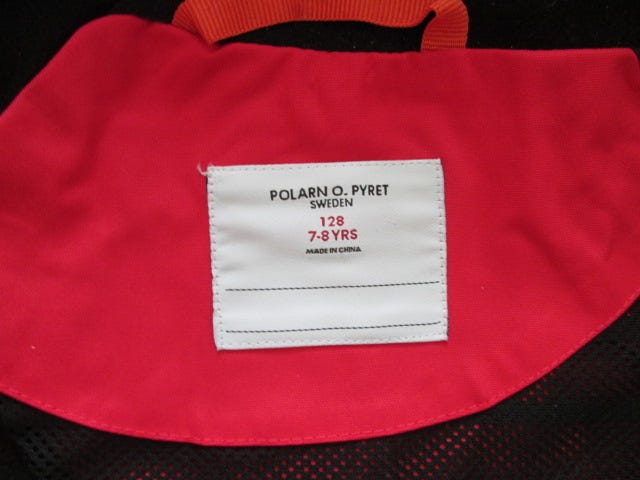 POLARN O. PYRET
SWEDEN
128
7-8 YRS
MADE IN CHINA